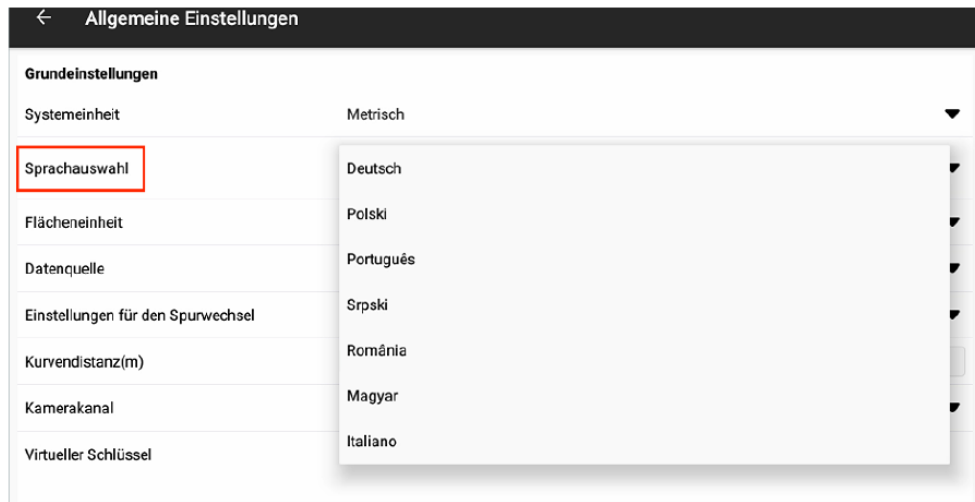 ← Allgemeine Einstellungen
Grundeinstellungen
Systemeinheit Metrisch
Sprachauswahl Deutsch
Polski
Flächeneinheit
Português
Datenquelle
Srpski
Einstellungen für den Spurwechsel
România
Kurvendistanz(m)
Magyar
Kamerakanal
Italiano
Virtueller Schlüssel